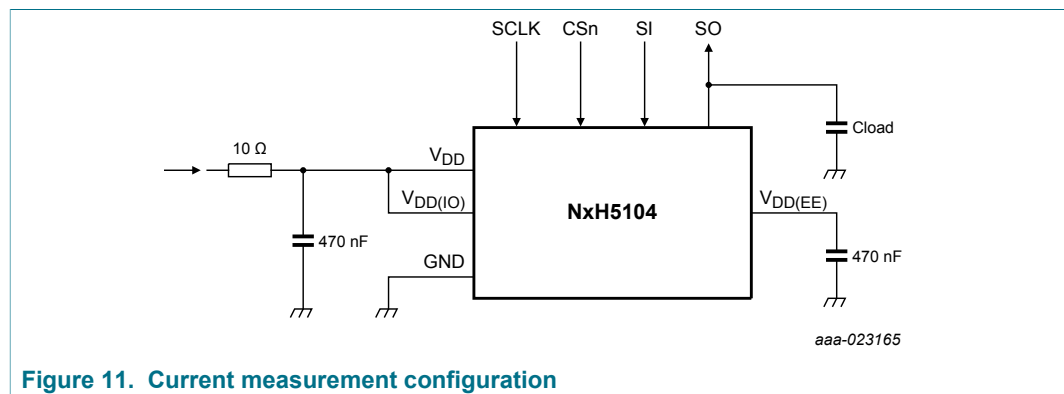 SCLK CSn SI SO
10 Ω
VDD
Cload
VDD(IO)
NxH5104
VDD(EE)
470 nF
GND
470 nF
aaa-023165
Figure 11. Current measurement configuration